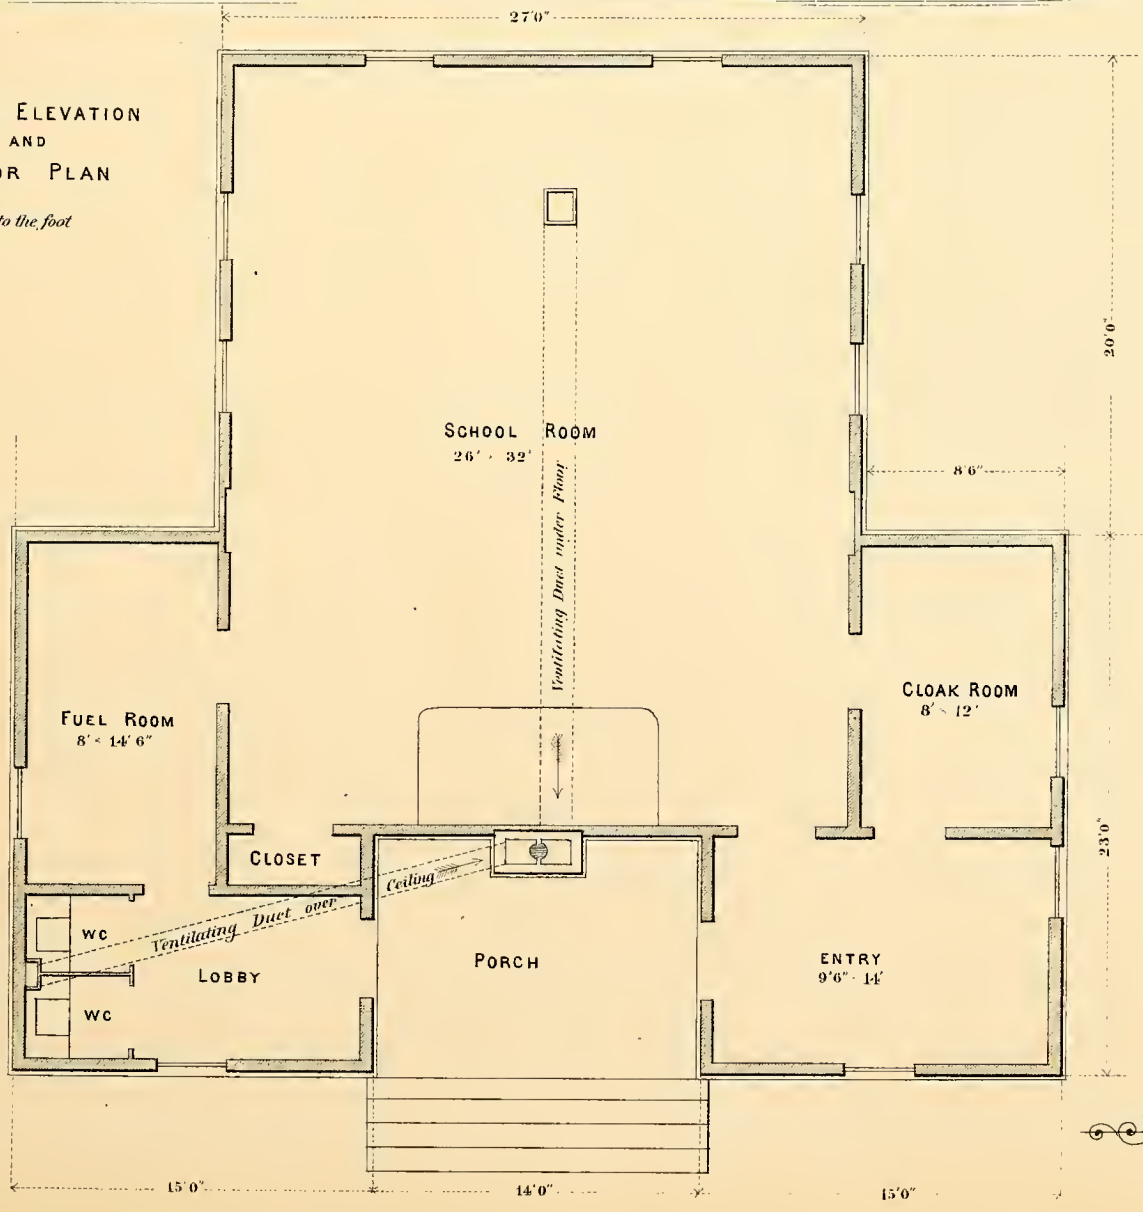 27'0"
ELEVATION
AND
OR PLAN
to the foot
20'0"
SCHOOL ROOM
26' × 32'
8'6"
Ventilating Duct under Floor
CLOAK ROOM
8' × 12'
FUEL ROOM
8' × 14'6"
23'0"
CLOSET
Ceiling
Ventilating Duct over
WC
LOBBY
PORCH
ENTRY
9'6" × 14'
WC
15'0"
14'0"
15'0"